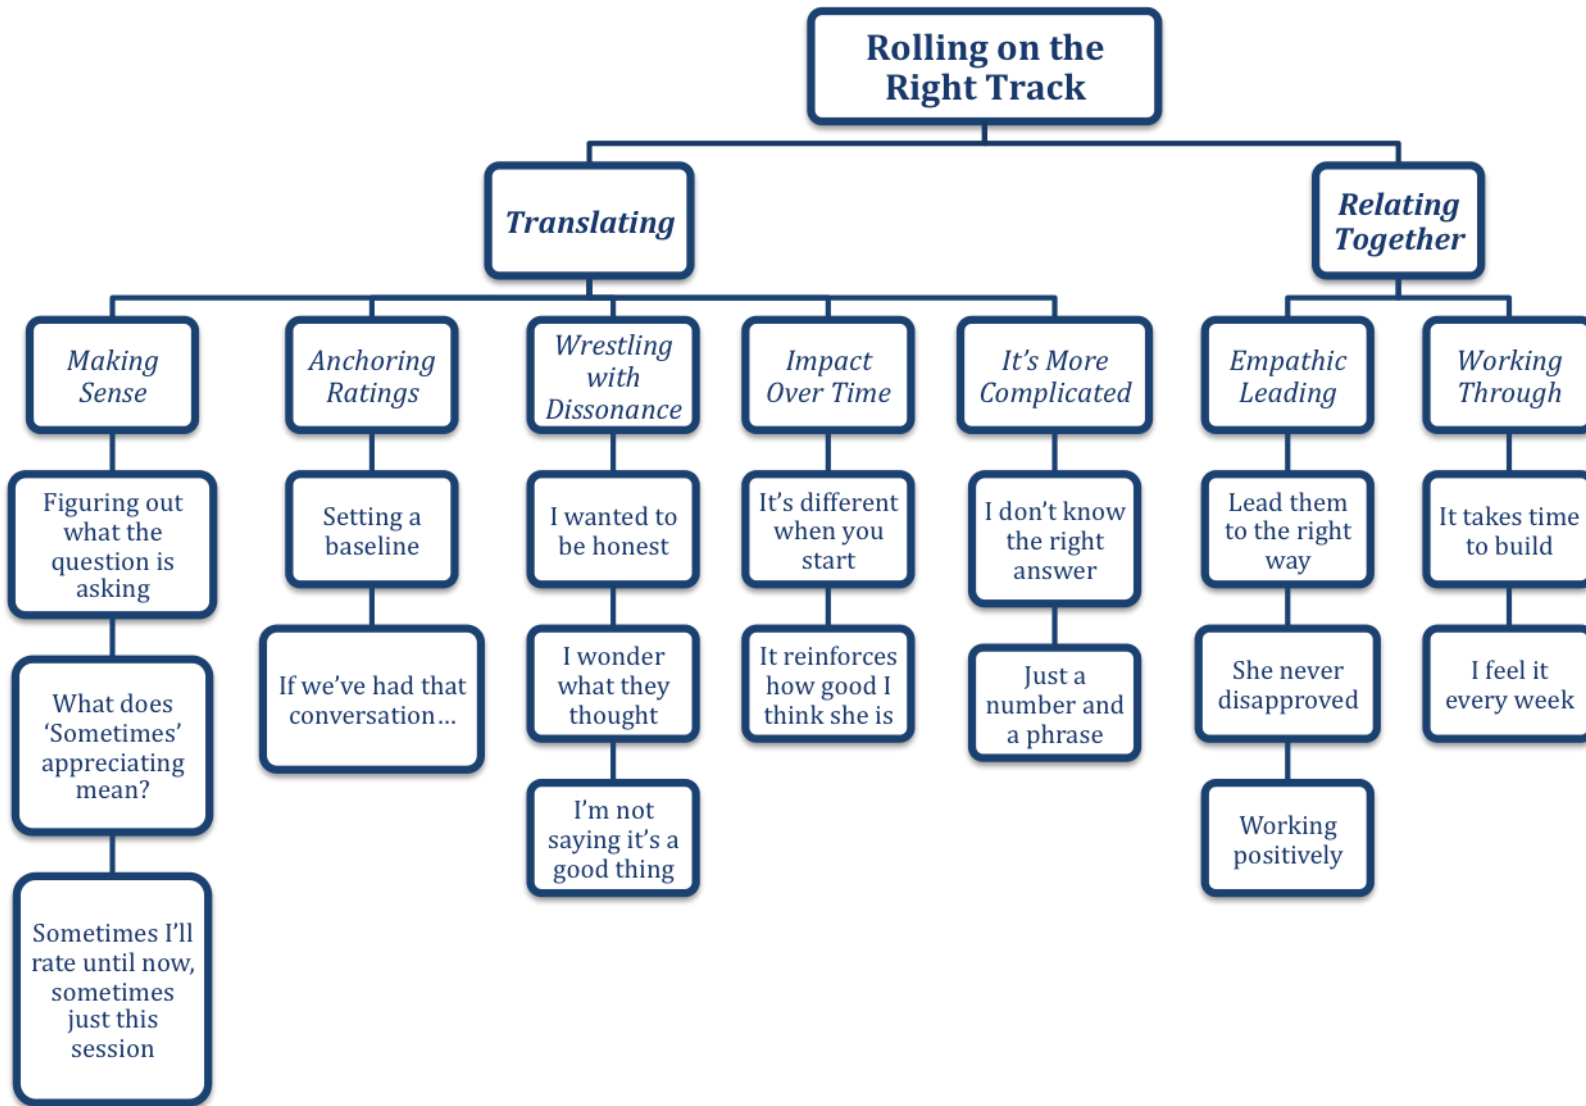 Rolling on the
Right Track
Translating
Relating
Together
Making
Sense
Anchoring
Ratings
Wrestling
with
Dissonance
Impact
Over Time
It’s More
Complicated
Empathic
Leading
Working
Through
Figuring out
what the
question is
asking
Setting a
baseline
I wanted to
be honest
It’s different
when you
start
I don’t know
the right
answer
Lead them
to the right
way
It takes time
to build
What does
‘Sometimes’
appreciating
mean?
If we’ve had that
conversation…
I wonder
what they
thought
It reinforces
how good I
think she is
Just a
number and
a phrase
She never
disapproved
I feel it
every week
Sometimes I’ll
rate until now,
sometimes
just this
session
I’m not
saying it’s a
good thing
Working
positively